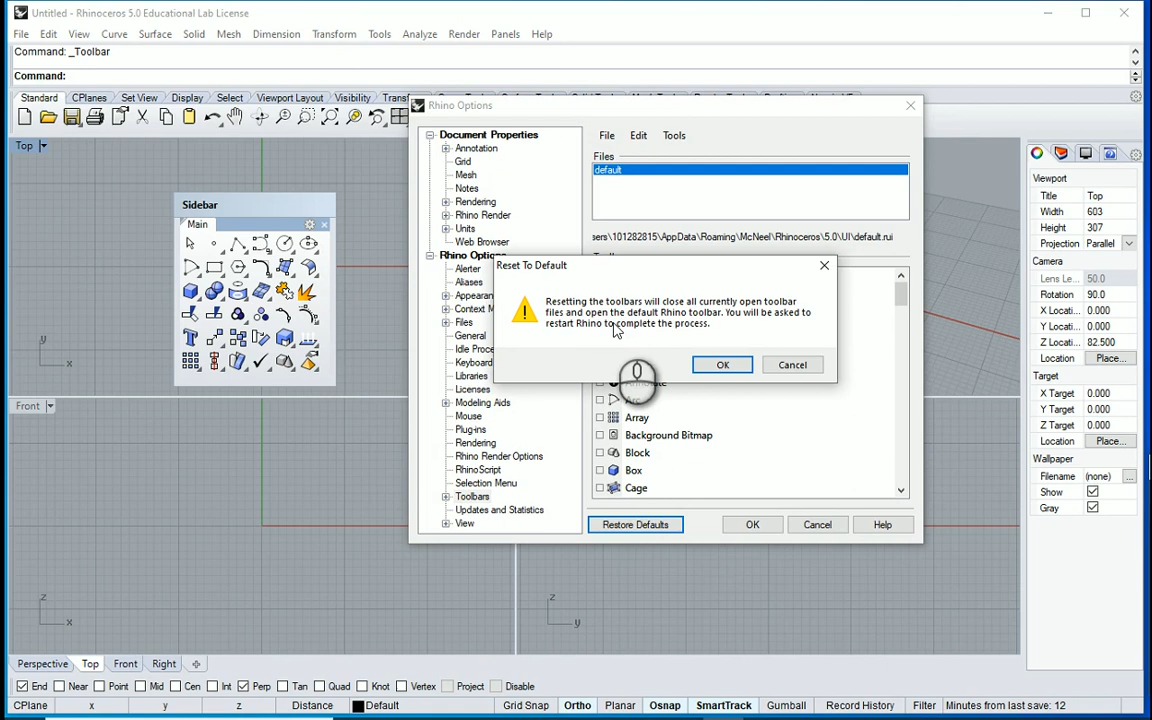 Untitled - Rhinoceros 5.0 Educational Lab License
File Edit View Curve Surface Solid Mesh Dimension Transform Tools Analyze Render Panels Help
Command: _Toolbar
Command:
Standard CPlanes Set View Display Select Viewport Layout Visibility
Top
Sidebar
Main
Front
y
x
z
x
z
y
Rhino Options
Document Properties
Annotation
Grid
Mesh
Notes
Rendering
Rhino Render
Units
Web Browser
Rhino Options
Alerter
Aliases
Appearan
Context M
Files
General
Idle Proce
Keyboard
Libraries
Licenses
Modeling Aids
Mouse
Plug-ins
Rendering
Rhino Render Options
RhinoScript
Selection Menu
Toolbars
Updates and Statistics
View
File Edit Tools
Files
default
sers\101282815\AppData\Roaming\McNeel\Rhinoceros\5.0\UI\default.rui
Reset To Default
Resetting the toolbars will close all currently open toolbar
files and open the default Rhino toolbar. You will be asked to
restart Rhino to complete the process.
OK Cancel
Array
Background Bitmap
Block
Box
Cage
Restore Defaults OK Cancel Help
Viewport
Title Top
Width 603
Height 307
Projection Parallel
Camera
Lens Le... 50.0
Rotation 90.0
X Locati... 0.000
Y Locati... 0.000
Z Locati... 82.500
Location Place...
Target
X Target 0.000
Y Target 0.000
Z Target 0.000
Location Place...
Wallpaper
Filename (none) ...
Show
Gray
Perspective Top Front Right
End Near Point Mid Cen Int Perp Tan Quad Knot Vertex Project Disable
CPlane x y z Distance Default Grid Snap Ortho Planar Osnap SmartTrack Gumball Record History Filter Minutes from last save: 12